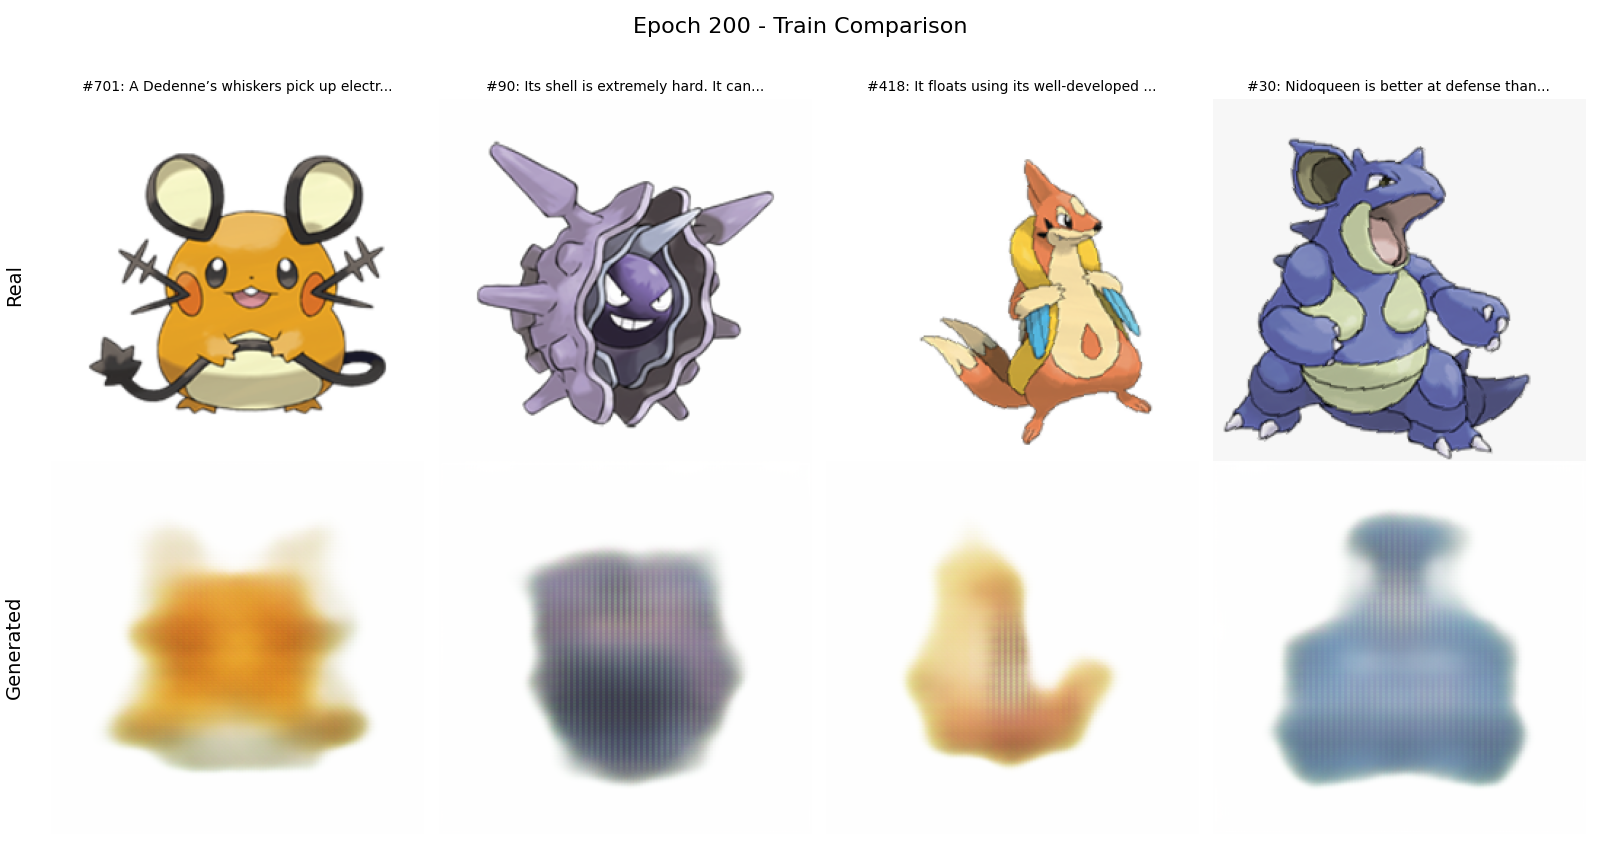 Epoch 200 - Train Comparison
#701: A Dedenne’s whiskers pick up electr...
#90: Its shell is extremely hard. It can...
#418: It floats using its well-developed ...
#30: Nidoqueen is better at defense than...
Real
Generated